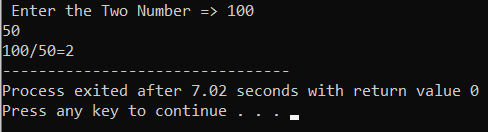 Enter the Two Number => 100
50
100/50=2
--------------------------------
Process exited after 7.02 seconds with return value 0
Press any key to continue . . .